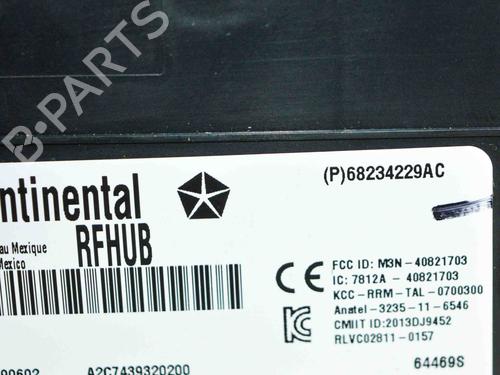 B-PARTS
(P)68234229AC
ntinental
RFHUB
au Mexique
Mexico
FCC ID: M3N-40821703
IC: 7812A - 40821703
KCC-RRM-TAL-0700300
Anatel-3235-11-6546
CMIIT ID:2013DJ9452
RLVC02811-0157
A2C7439320200
64469S